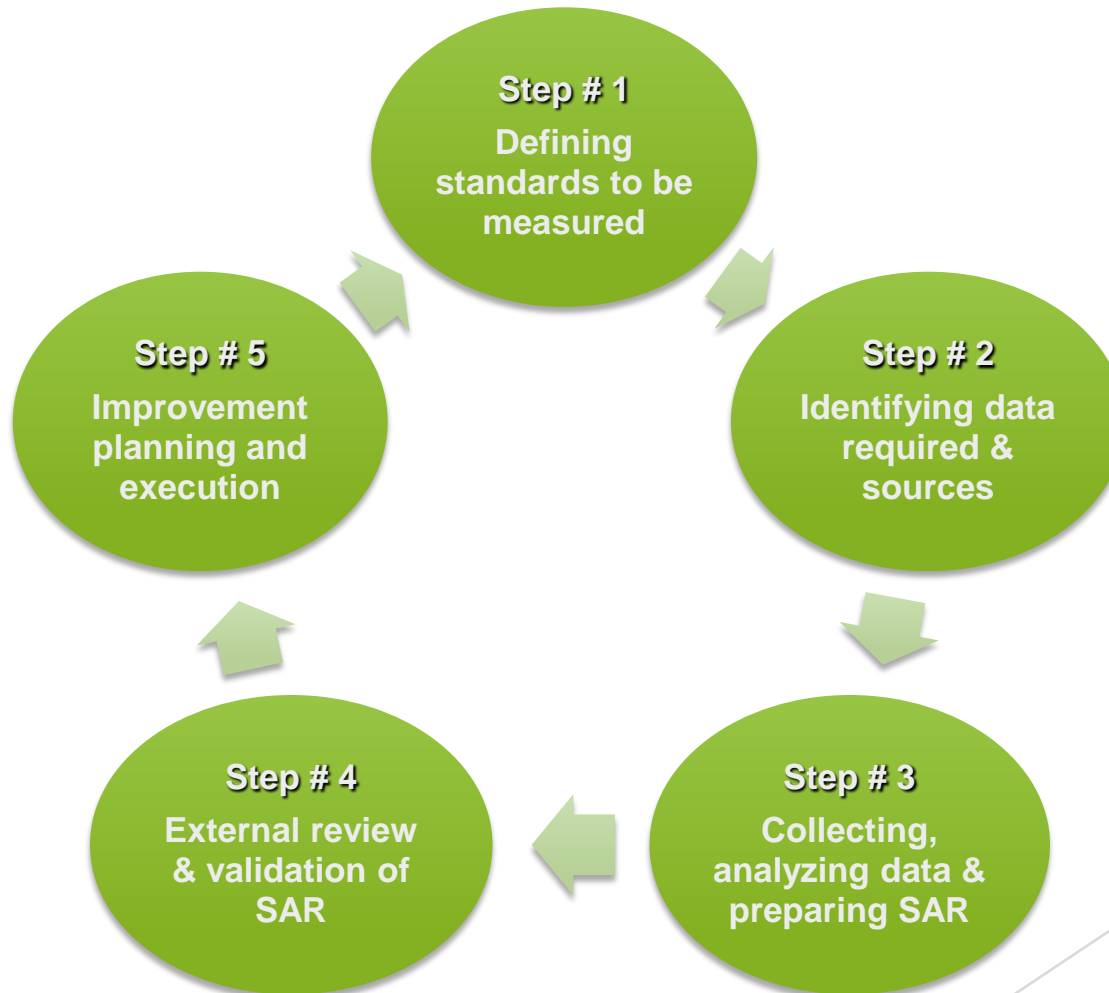 Step # 1
Defining
standards to be
measured
Step # 2
Identifying data
required &
sources
Step # 3
Collecting,
analyzing data &
preparing SAR
Step # 4
External review
& validation of
SAR
Step # 5
Improvement
planning and
execution